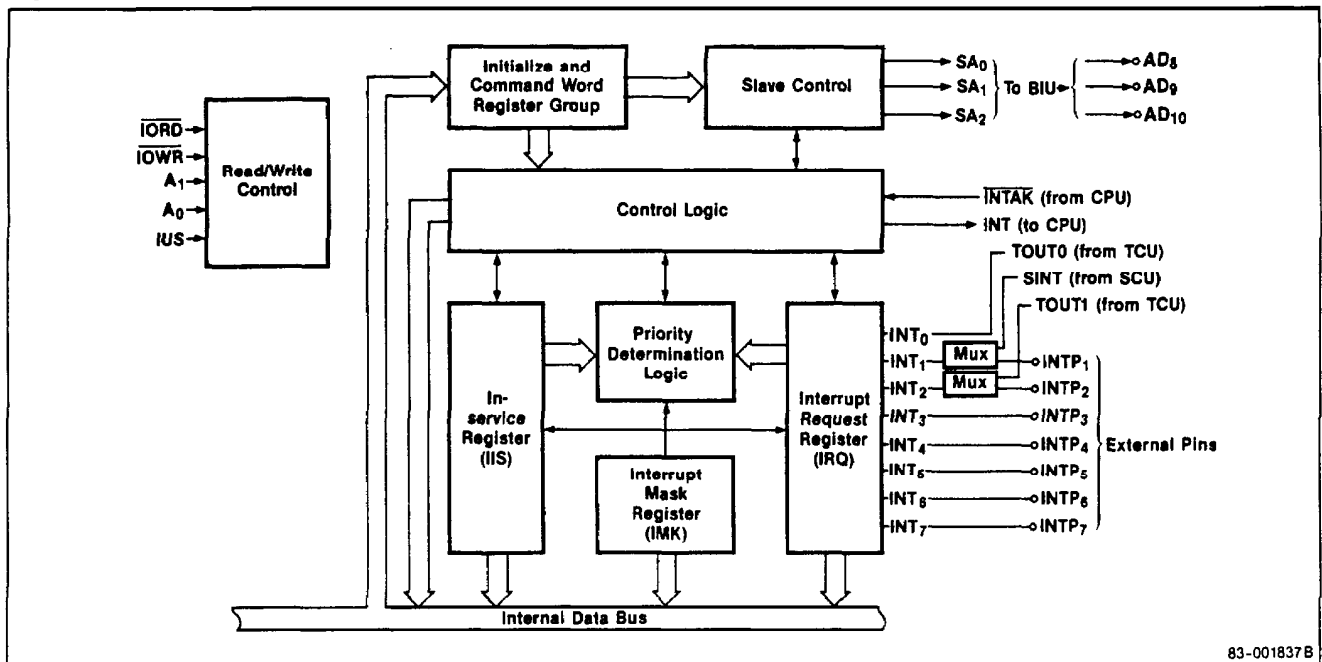 Initialize and
Command Word
Register Group
Slave Control
SA0
SA1
SA2
To BIU
AD8
AD9
AD10
IORD
IOWR
A1
A0
IUS
Read/Write
Control
Control Logic
INTAK (from CPU)
INT (to CPU)
TOUT0 (from TCU)
SINT (from SCU)
TOUT1 (from TCU)
In-
service
Register
(IIS)
Priority
Determination
Logic
Interrupt
Mask
Register
(IMK)
Interrupt
Request
Register
(IRQ)
INT0
INT1
Mux
INTP1
INT2
Mux
INTP2
INT3
INTP3
INT4
INTP4
INT5
INTP5
INT6
INTP6
INT7
INTP7
External Pins
Internal Data Bus
83-001837B